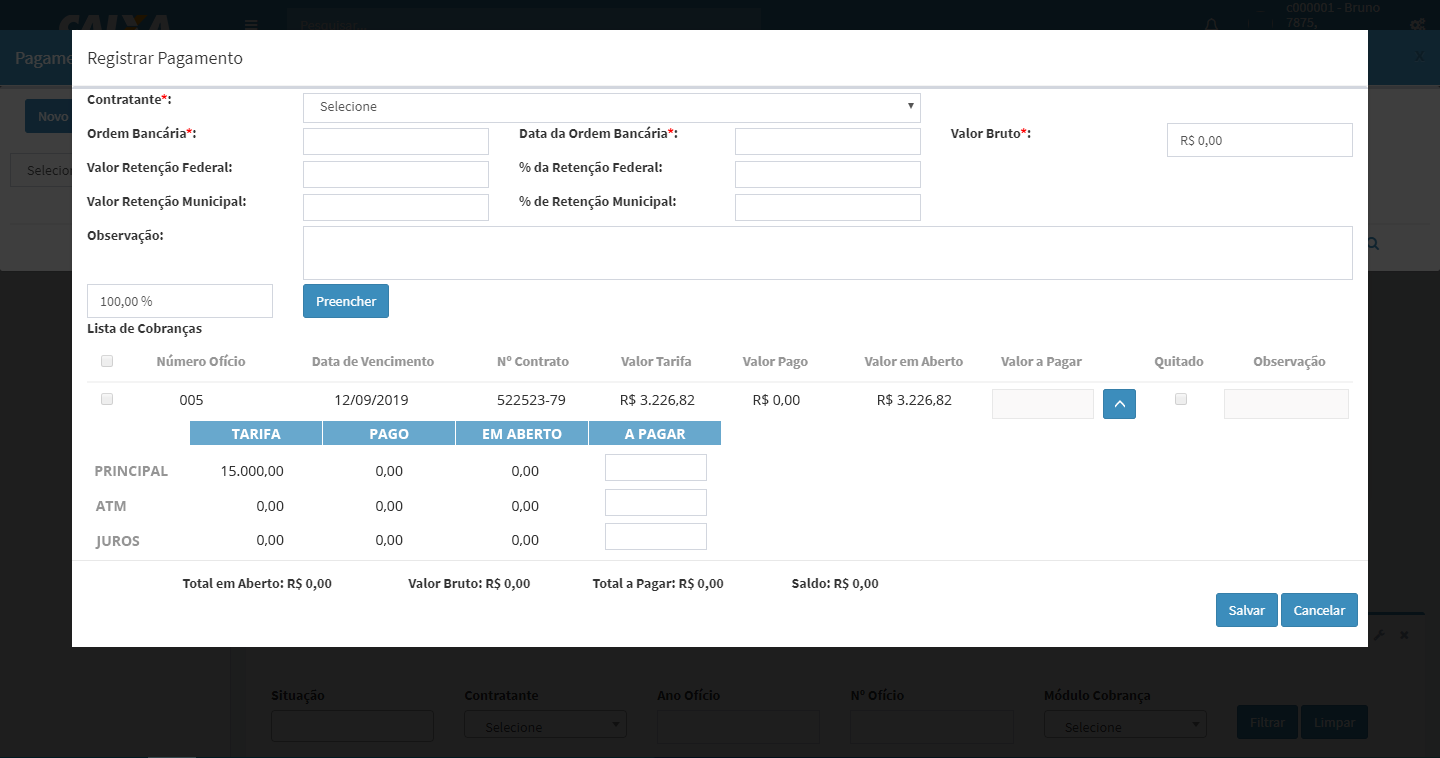 CAIXA
c000001 - Bruno
7875,
Pagame
Registrar Pagamento
X
Contratante*:
Selecione
Novo
Ordem Bancária*:
Data da Ordem Bancária*:
Valor Bruto*:
R$ 0,00
Valor Retenção Federal:
% da Retenção Federal:
Selecion
Valor Retenção Municipal:
% de Retenção Municipal:
Observação:
100,00 %
Preencher
Lista de Cobranças
Número Ofício Data de Vencimento Nº Contrato Valor Tarifa Valor Pago Valor em Aberto Valor a Pagar Quitado Observação
005 12/09/2019 522523-79 R$ 3.226,82 R$ 0,00 R$ 3.226,82
TARIFA PAGO EM ABERTO A PAGAR
PRINCIPAL 15.000,00 0,00 0,00
ATM 0,00 0,00 0,00
JUROS 0,00 0,00 0,00
Total em Aberto: R$ 0,00 Valor Bruto: R$ 0,00 Total a Pagar: R$ 0,00 Saldo: R$ 0,00
Salvar Cancelar
Situação Contratante Ano Ofício Nº Ofício Módulo Cobrança
Selecione Selecione Filtrar Limpar